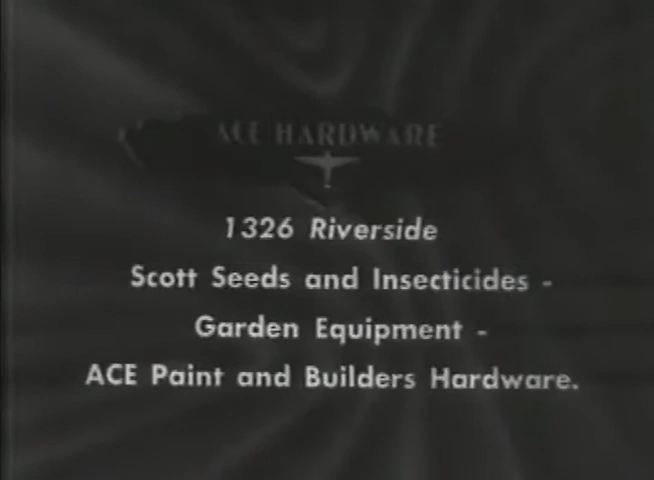 ACE HARDWARE
1326 Riverside
Scott Seeds and Insecticides -
Garden Equipment -
ACE Paint and Builders Hardware.